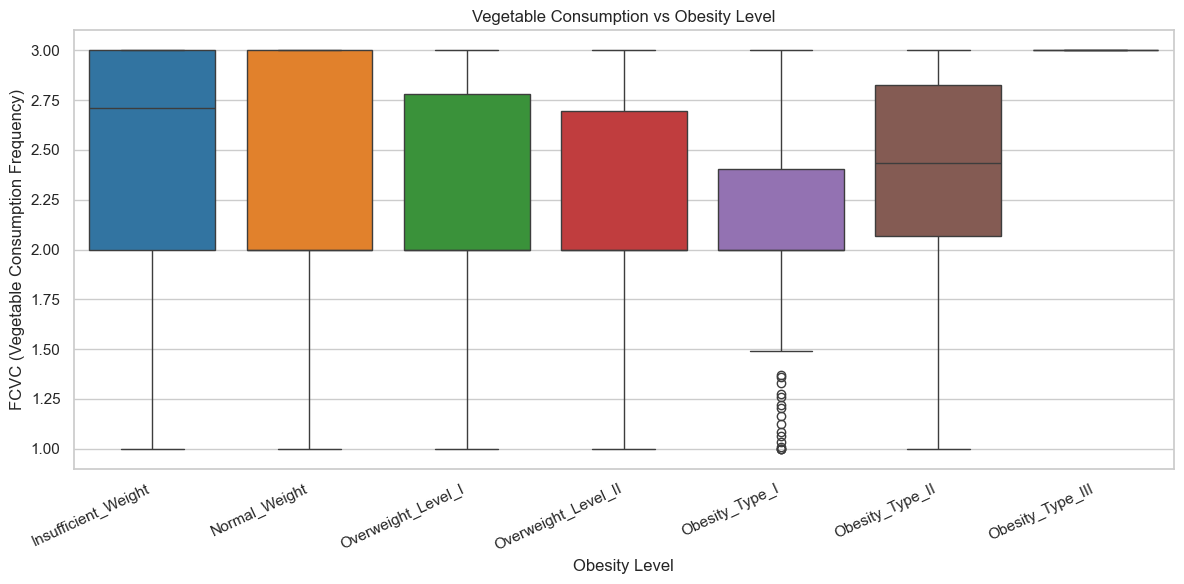 Vegetable Consumption vs Obesity Level
FCVC (Vegetable Consumption Frequency)
3.00
2.75
2.50
2.25
2.00
1.75
1.50
1.25
1.00
Insufficient_Weight
Normal_Weight
Overweight_Level_I
Overweight_Level_II
Obesity_Type_I
Obesity_Type_II
Obesity_Type_III
Obesity Level